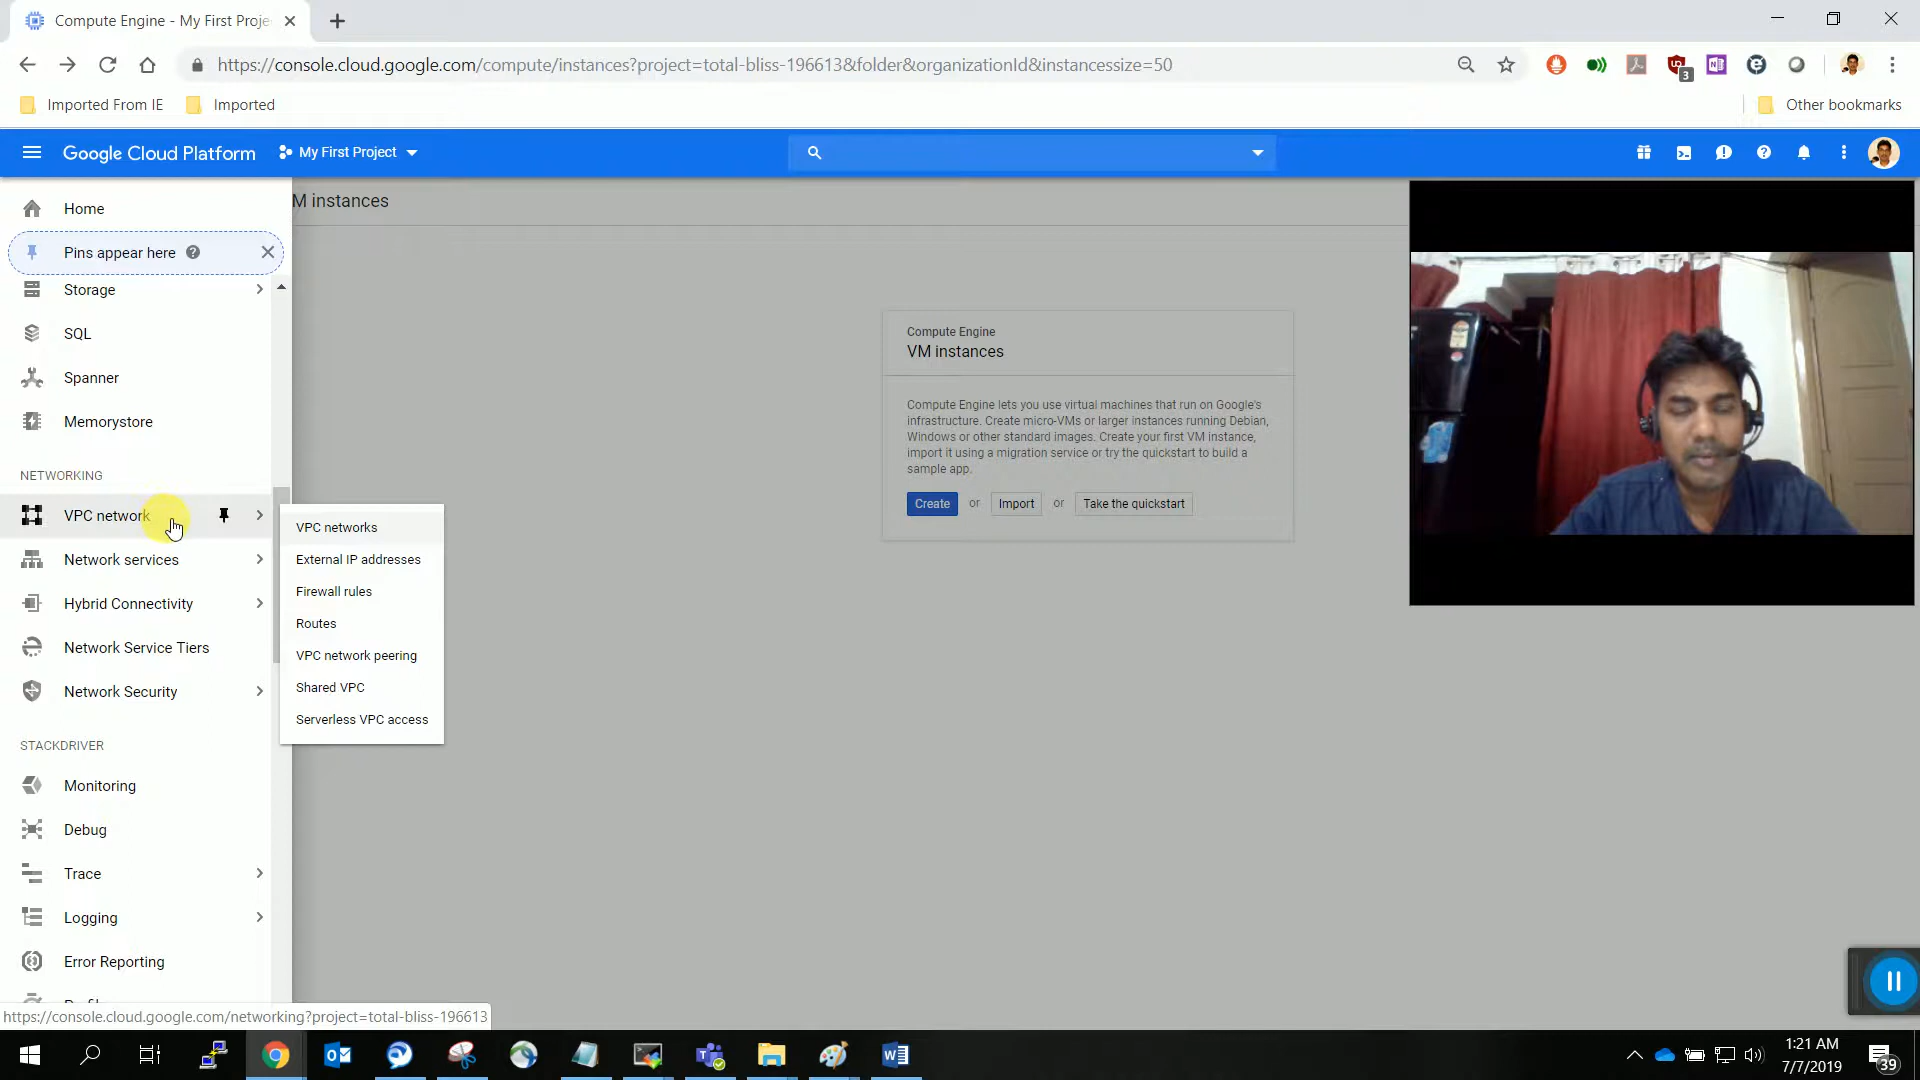 Compute Engine - My First Proje
https://console.cloud.google.com/compute/instances?project=total-bliss-196613&folder&organizationId&instancessize=50
3
Imported From IE
Imported
Other bookmarks
Google Cloud Platform
My First Project
Home
M instances
Pins appear here
Storage
SQL
Spanner
Memorystore
NETWORKING
VPC network
Network services
Hybrid Connectivity
Network Service Tiers
Network Security
STACKDRIVER
Monitoring
Debug
Trace
Logging
Error Reporting
VPC networks
External IP addresses
Firewall rules
Routes
VPC network peering
Shared VPC
Serverless VPC access
Compute Engine
VM instances
Compute Engine lets you use virtual machines that run on Google's
infrastructure. Create micro-VMs or larger instances running Debian,
Windows or other standard images. Create your first VM instance,
import it using a migration service or try the quickstart to build a
sample app.
Create or Import or Take the quickstart
https://console.cloud.google.com/networking?project=total-bliss-196613
1:21 AM
7/7/2019
39